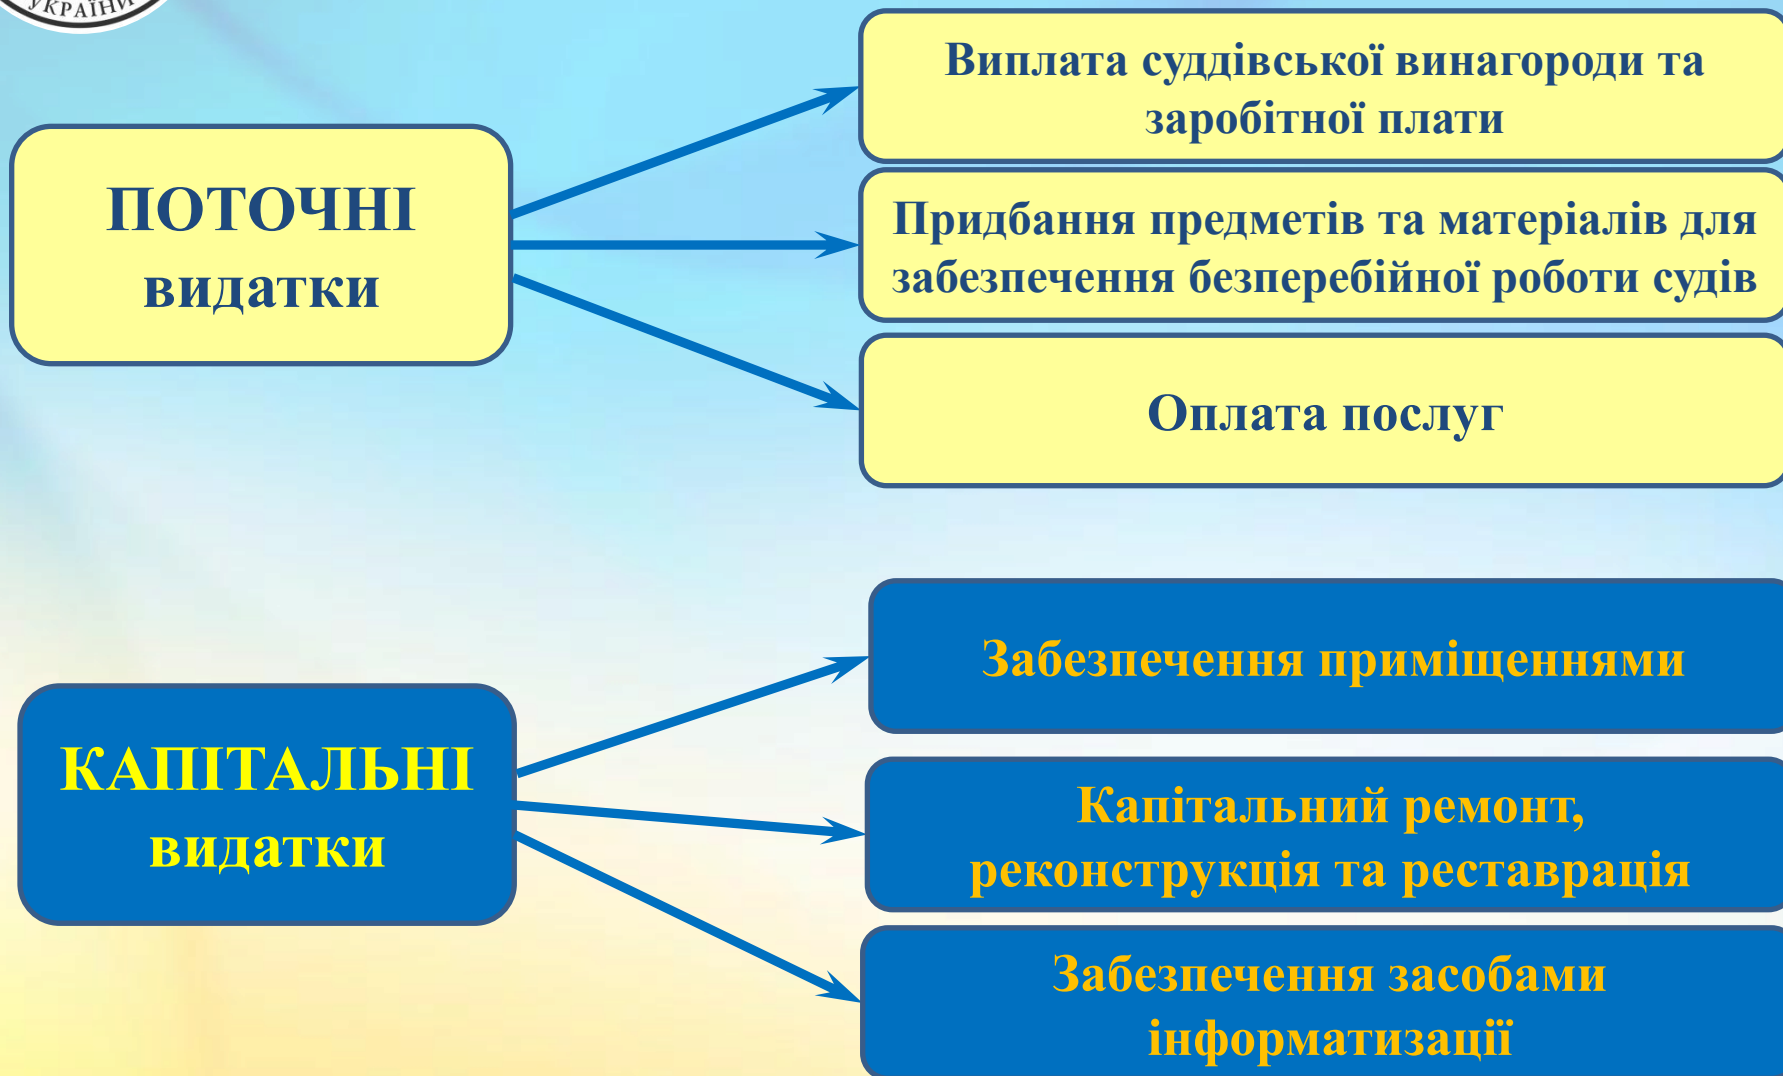 УКРАЇНИ
Виплата суддівської винагороди та
заробітної плати
ПОТОЧНІ
видатки
Придбання предметів та матеріалів для
забезпечення безперебійної роботи судів
Оплата послуг
Забезпечення приміщеннями
КАПІТАЛЬНІ
видатки
Капітальний ремонт,
реконструкція та реставрація
Забезпечення засобами
інформатизації